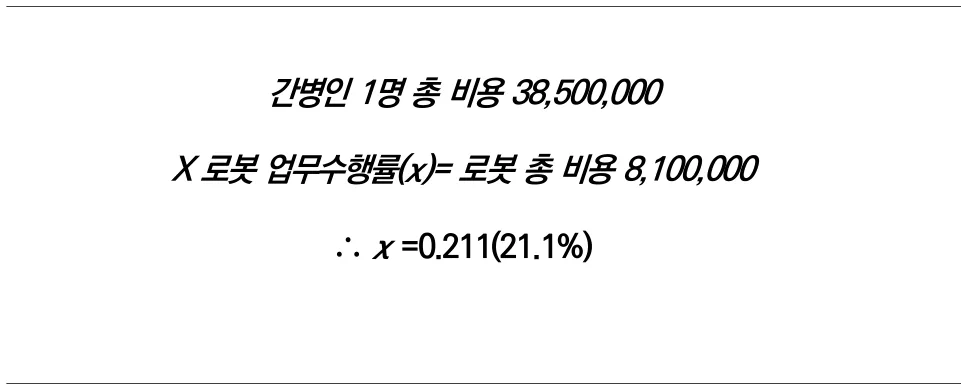 간병인 1명 총 비용 38,500,000
X 로봇 업무수행률(x)= 로봇 총 비용 8,100,000
∴ x =0.211(21.1%)